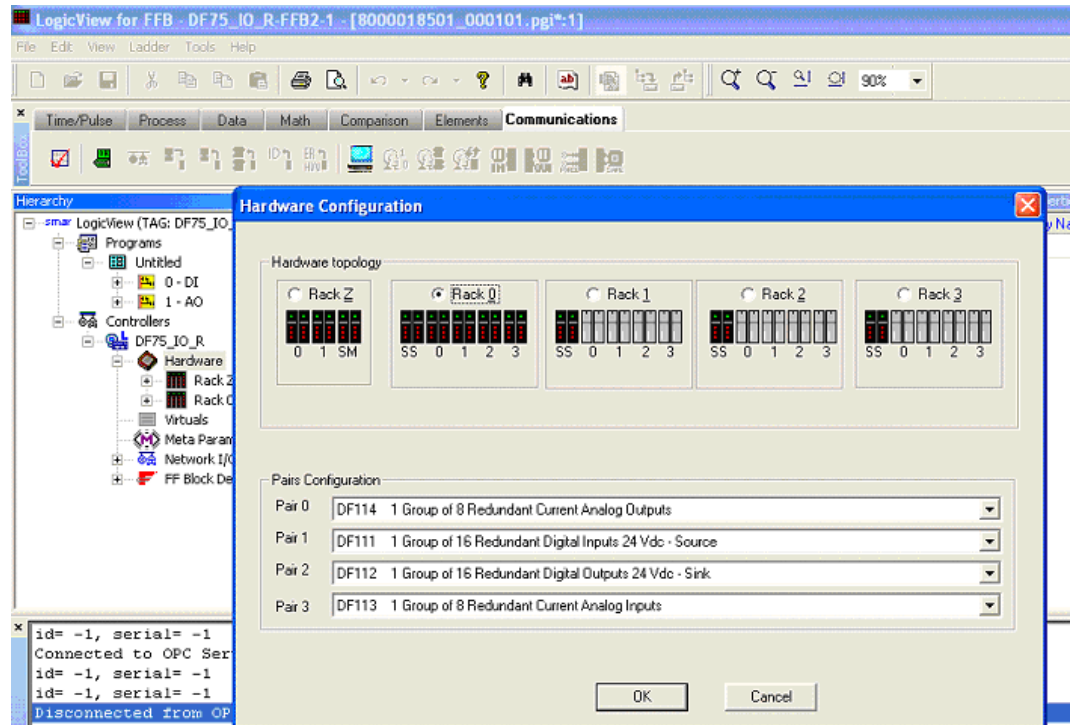 LogicView for FFB - DF75_IO_R-FFB2-1 - [8000018501_000101.pgi*:1]
File Edit View Ladder Tools Help
90%
Time/Pulse Process Data Math Comparison Elements Communications
ToolBox
Hierarchy
Hardware Configuration
smar LogicView (TAG: DF75_IO_
Programs
Untitled
0 - DI
1 - AO
Controllers
DF75_IO_R
Hardware
Rack Z
Virtuals
Meta Param
Network I/O
FF Block De
Hardware topology
Rack Z Rack 0 Rack 1 Rack 2 Rack 3
0 1 SM SS 0 1 2 3 SS 0 1 2 3 SS 0 1 2 3 SS 0 1 2 3
Pairs Configuration
Pair 0 DF114 1 Group of 8 Redundant Current Analog Outputs
Pair 1 DF111 1 Group of 16 Redundant Digital Inputs 24 Vdc - Source
Pair 2 DF112 1 Group of 16 Redundant Digital Outputs 24 Vdc - Sink
Pair 3 DF113 1 Group of 8 Redundant Current Analog Inputs
OK Cancel
id= -1, serial= -1
Connected to OPC Ser
id= -1, serial= -1
id= -1, serial= -1
Disconnected from OP